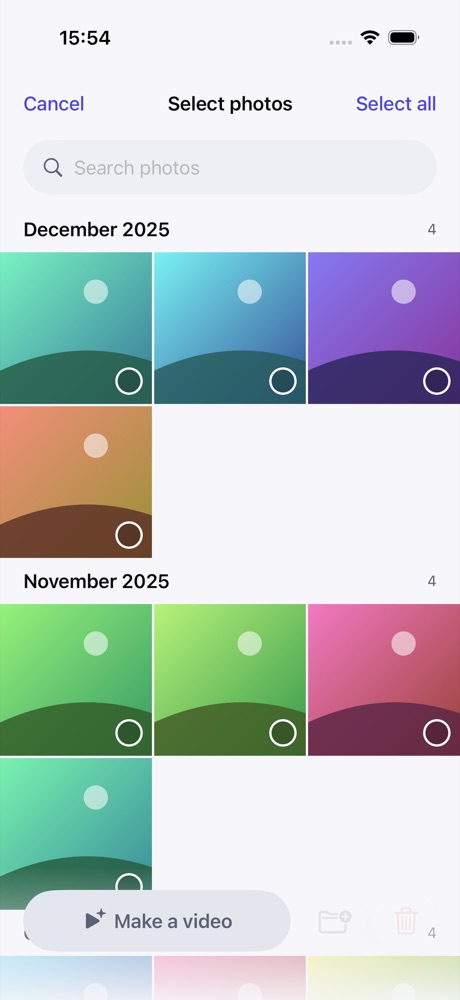 15:54
Cancel Select photos Select all
Search photos
December 2025 4
November 2025 4
Make a video
4